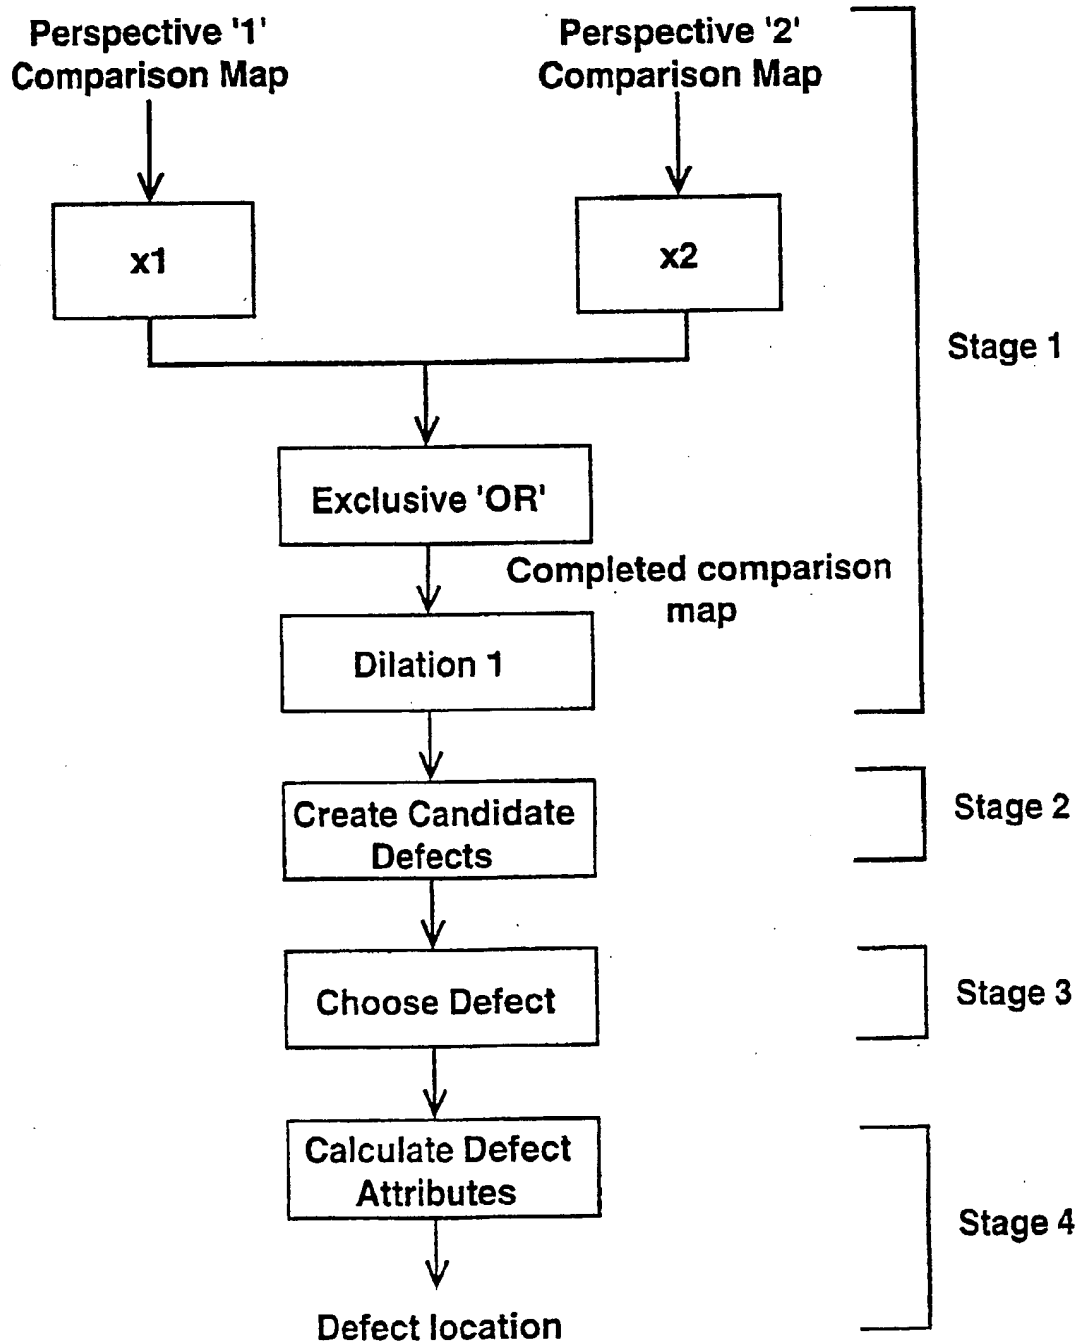 Perspective '1'
Comparison Map
Perspective '2'
Comparison Map
x1
x2
Stage 1
Exclusive 'OR'
Completed comparison
map
Dilation 1
Create Candidate
Defects
Stage 2
Choose Defect
Stage 3
Calculate Defect
Attributes
Stage 4
Defect location